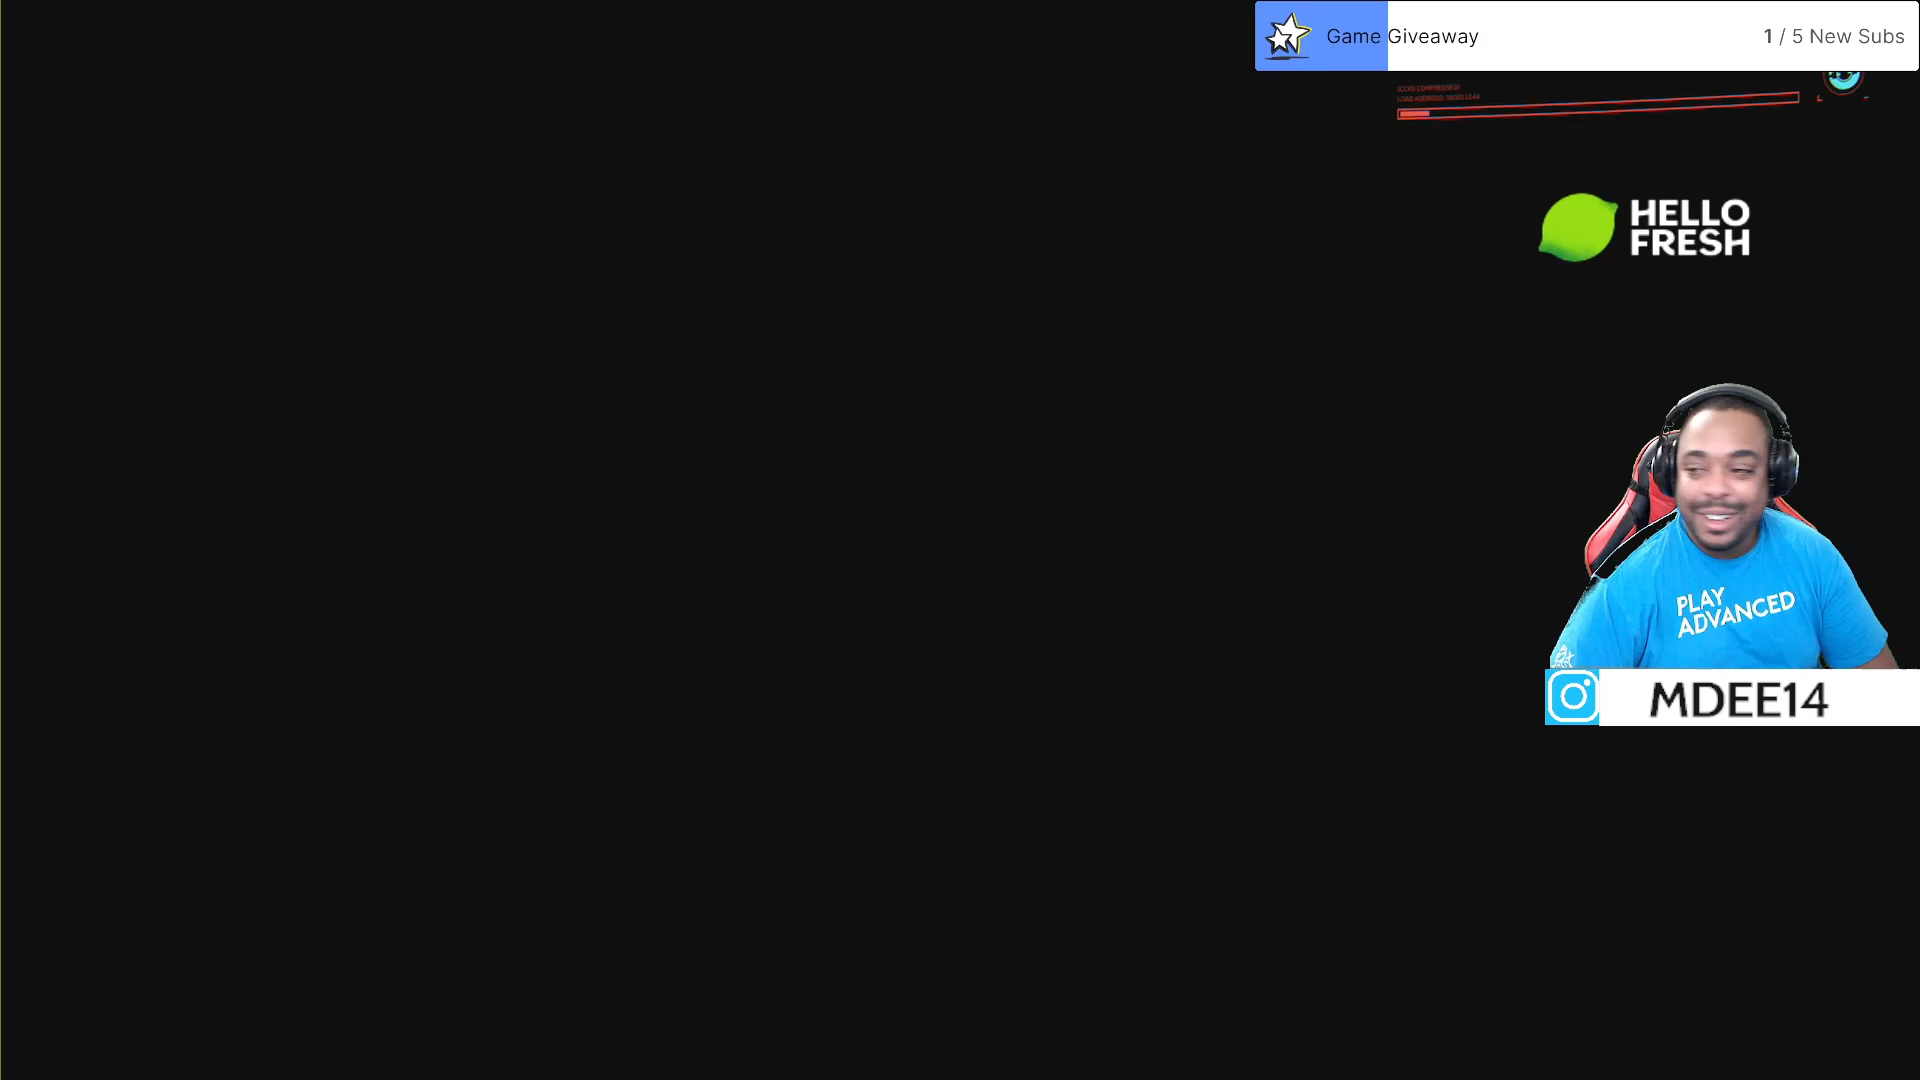 Game Giveaway
1 / 5 New Subs
HELLO
FRESH
PLAY
ADVANCED
MDEE14